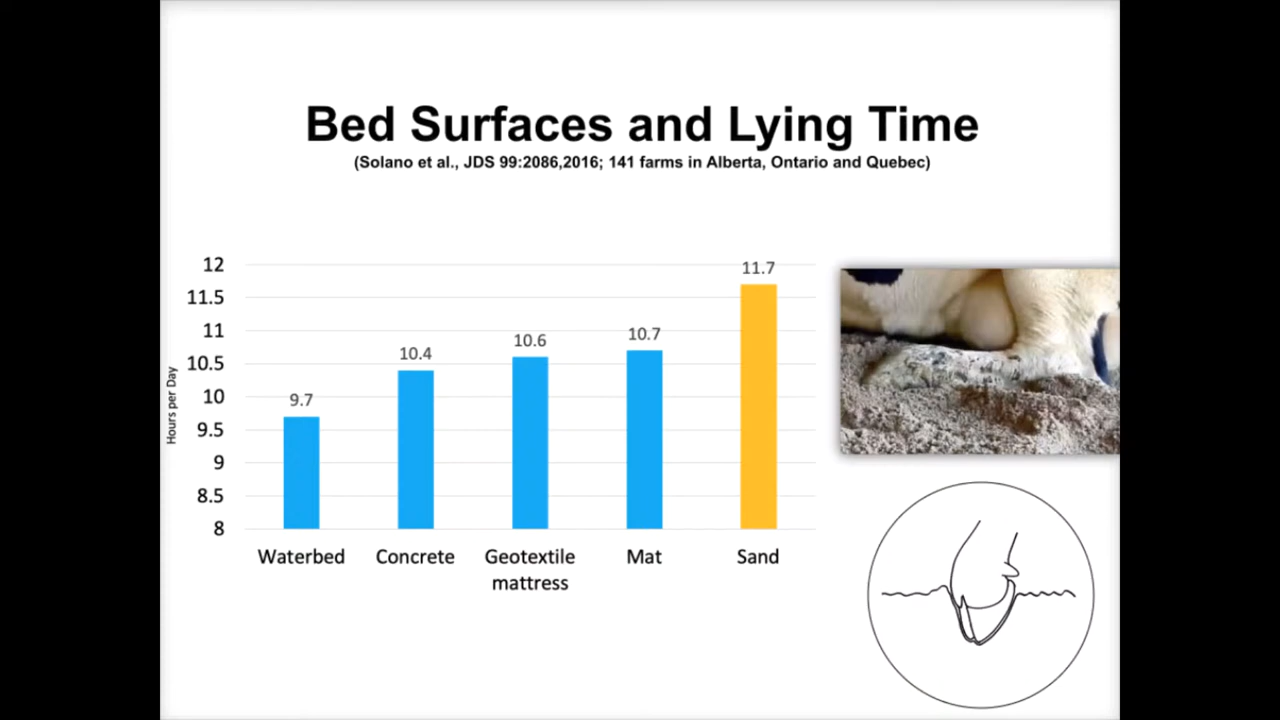 Bed Surfaces and Lying Time
(Solano et al., JDS 99:2086,2016; 141 farms in Alberta, Ontario and Quebec)
Hours per Day
12
11.5
11
10.5
10
9.5
9
8.5
8
9.7
10.4
10.6
10.7
11.7
Waterbed
Concrete
Geotextile
mattress
Mat
Sand